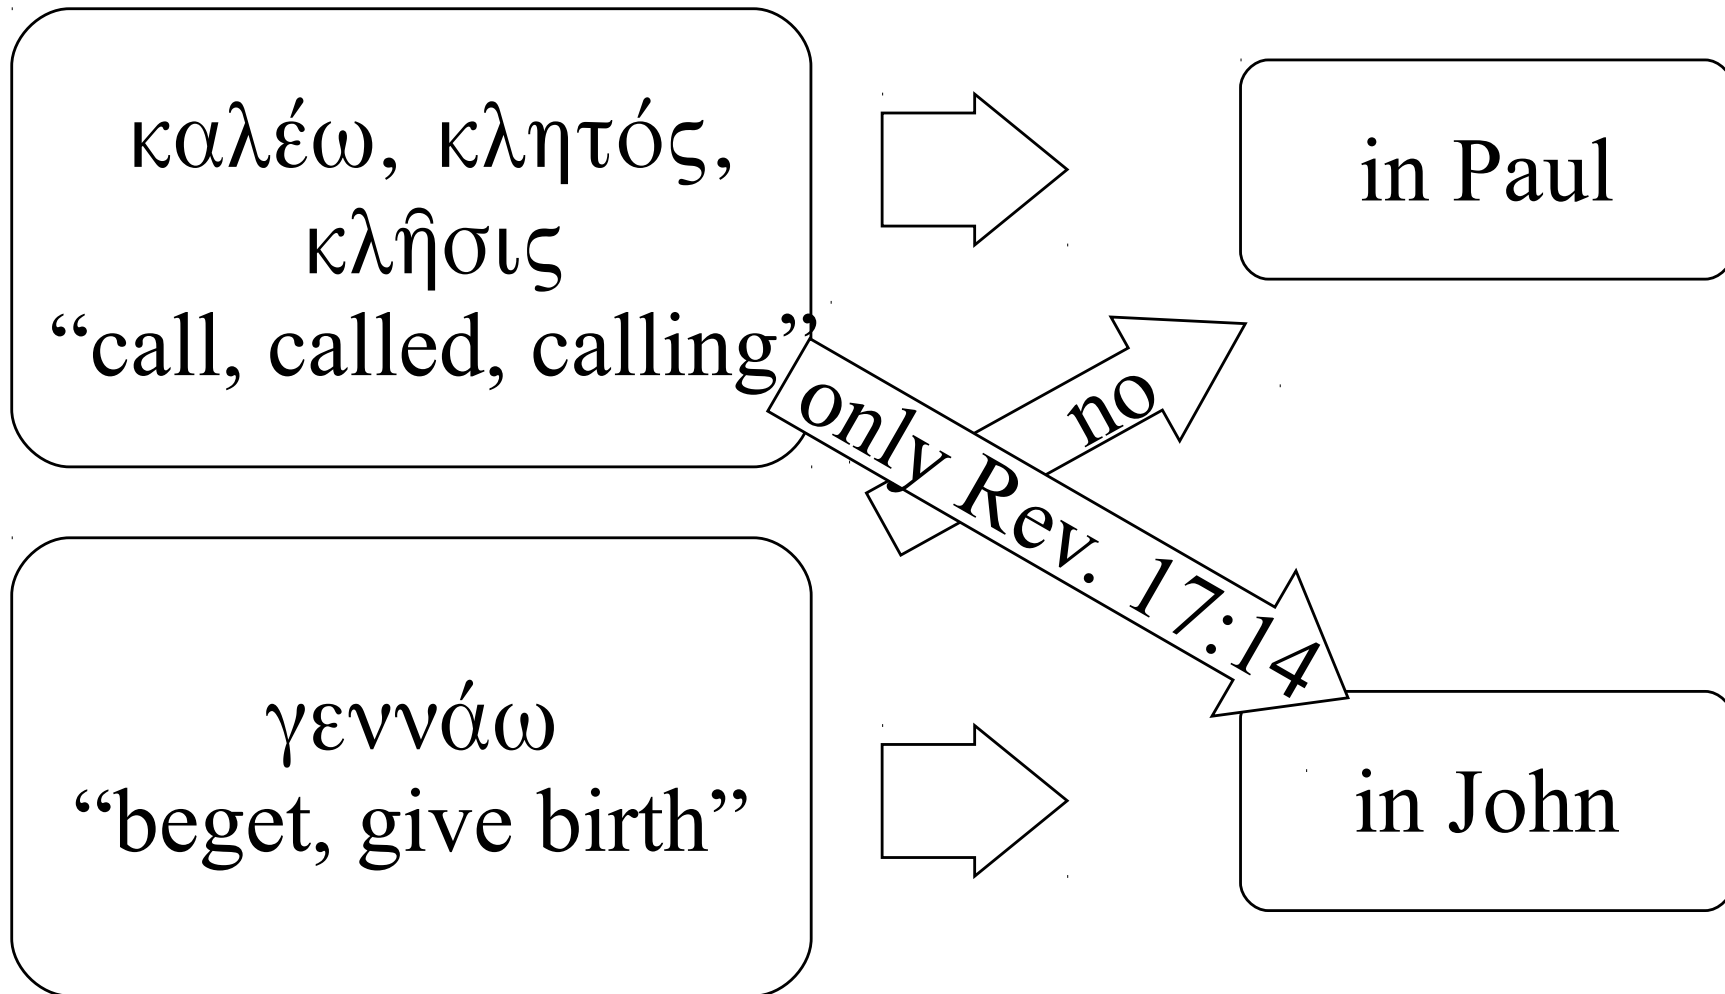 καλέω, κλητός,
κλῆσις
“call, called, calling”
in Paul
no
only Rev. 17:14
γεννάω
“beget, give birth”
in John